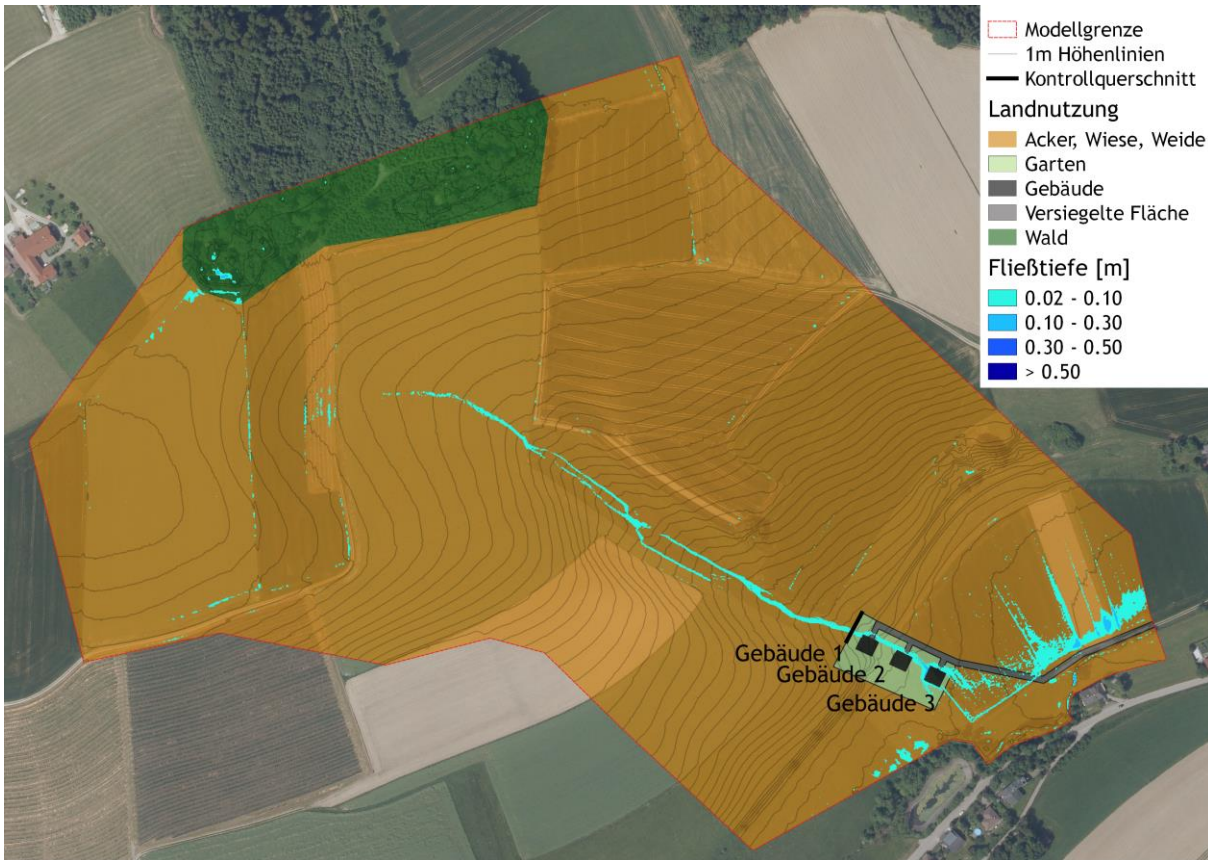 Modellgrenze
1m Höhenlinien
Kontrollquerschnitt
Landnutzung
Acker, Wiese, Weide
Garten
Gebäude
Versiegelte Fläche
Wald
Fließtiefe [m]
0.02 - 0.10
0.10 - 0.30
0.30 - 0.50
> 0.50
Gebäude 1
Gebäude 2
Gebäude 3